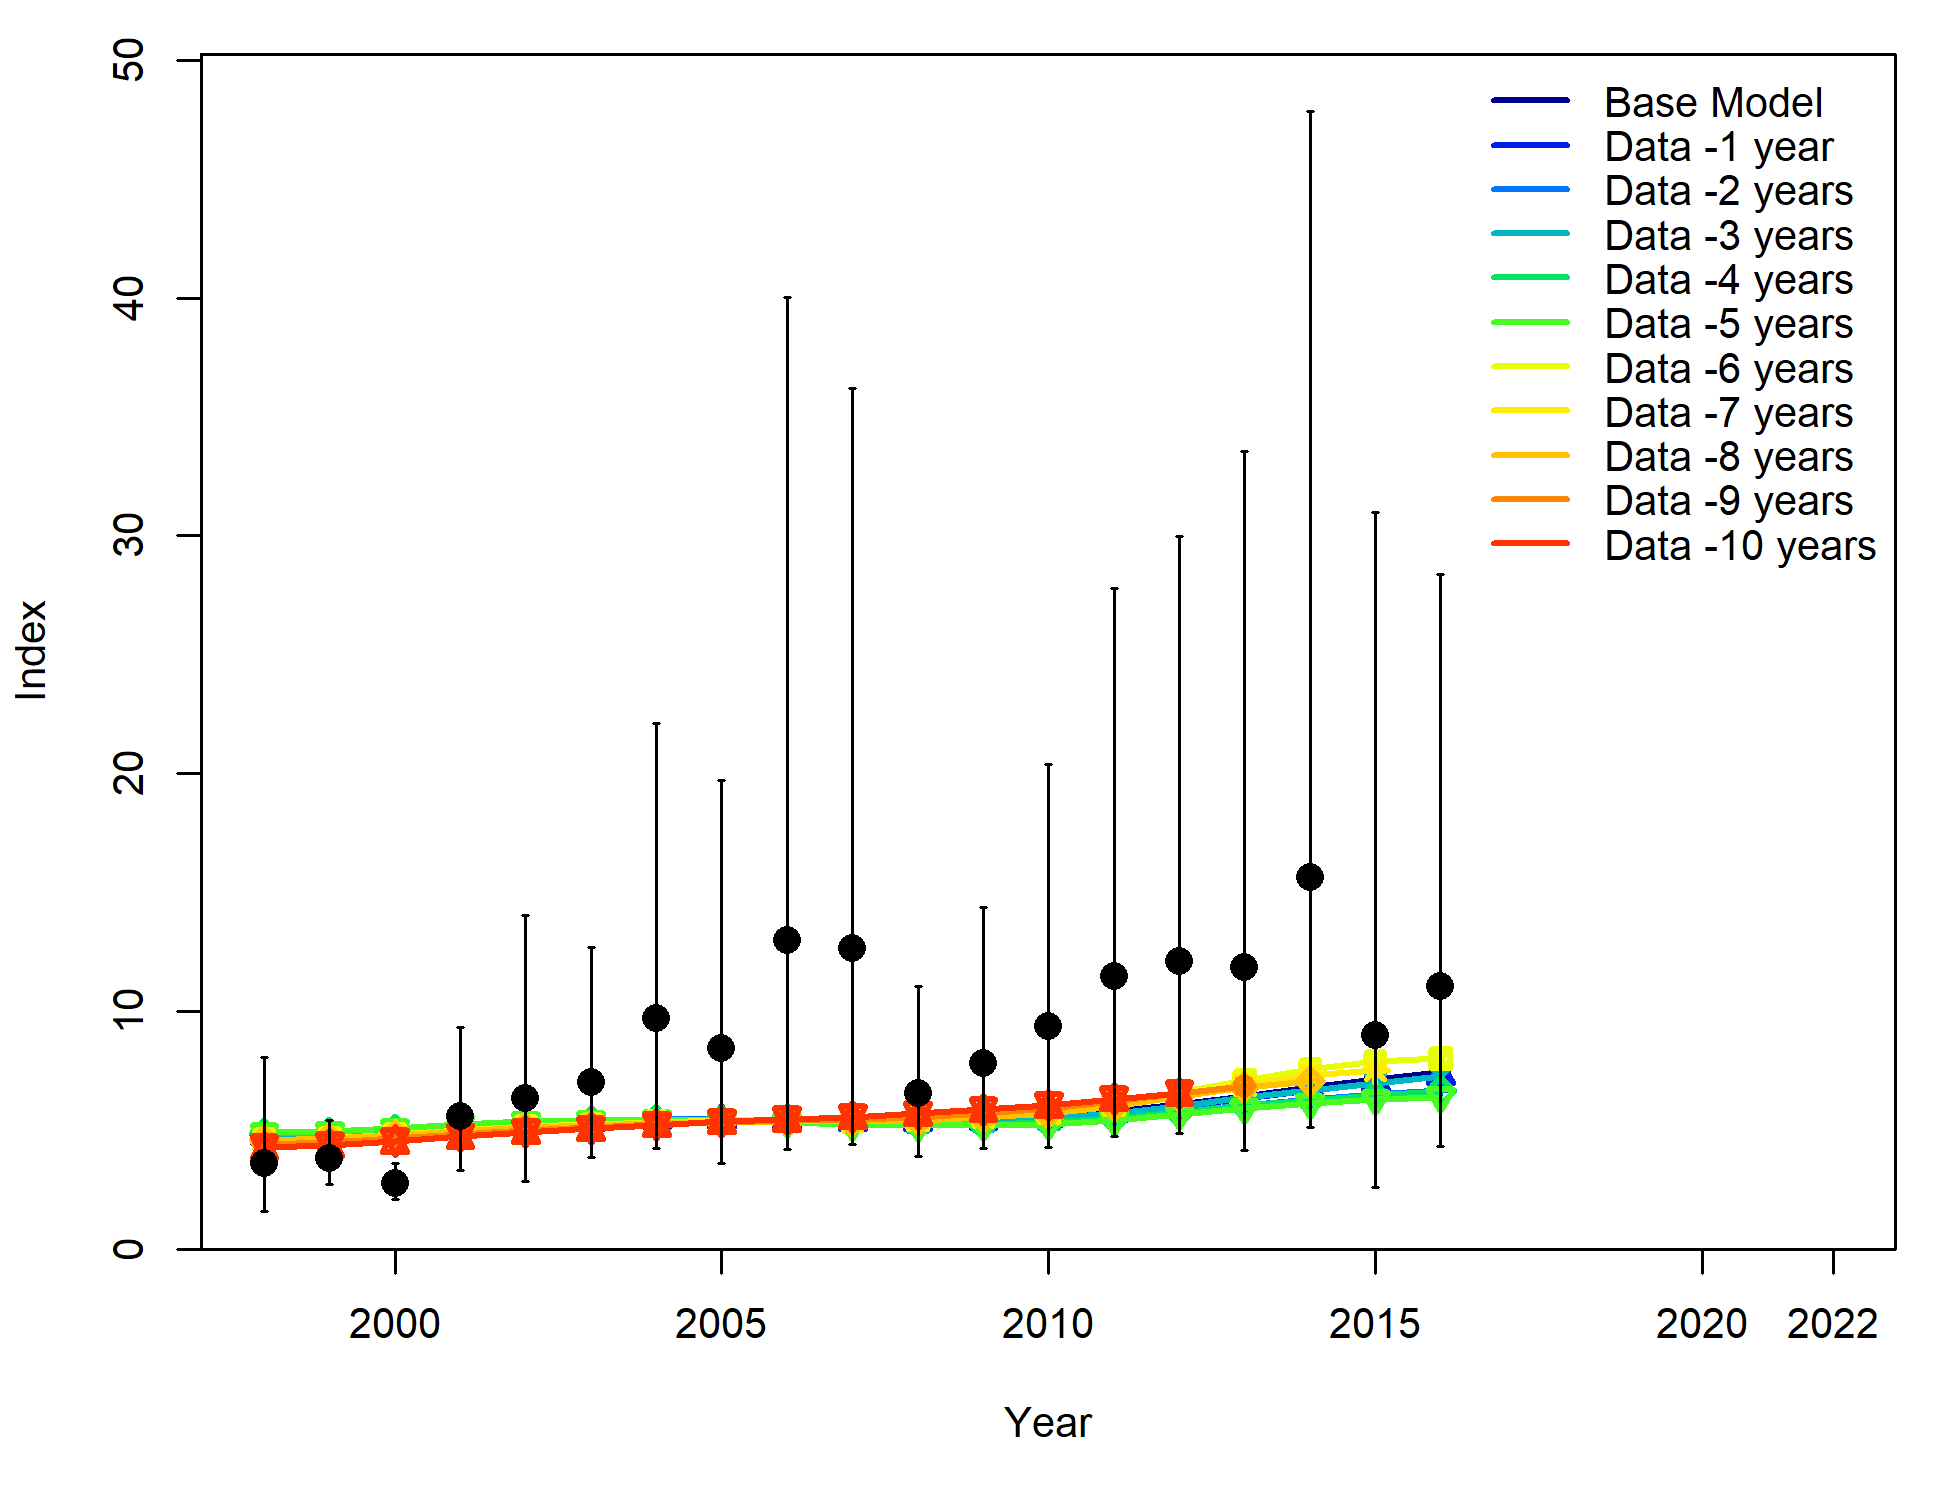 50
40
30
20
10
0
Index
Base Model
Data -1 year
Data -2 years
Data -3 years
Data -4 years
Data -5 years
Data -6 years
Data -7 years
Data -8 years
Data -9 years
Data -10 years
2000 2005 2010 2015 2020 2022
Year